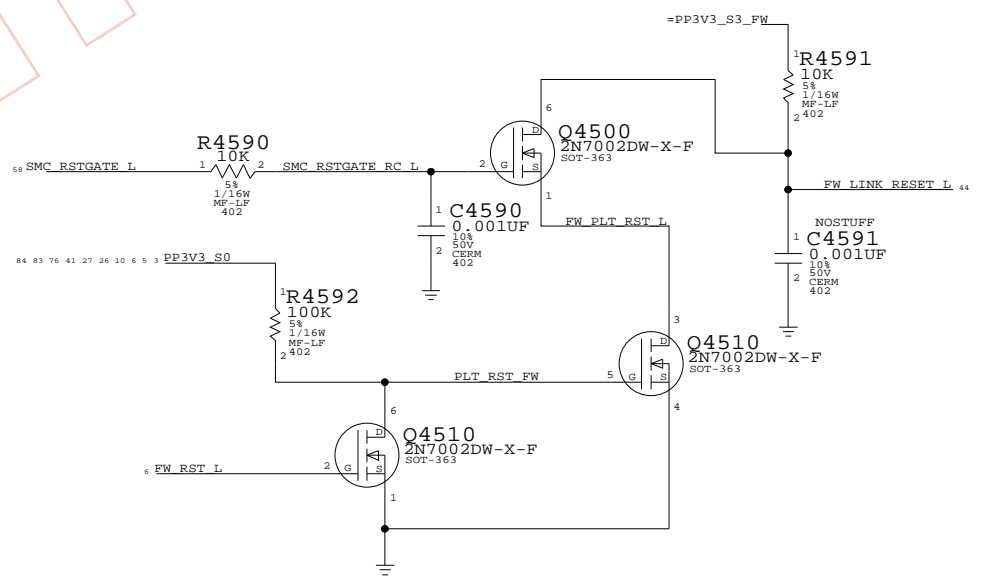 =PP3V3_S3_FW
1
R4591
10K
5%
1/16W
MF-LF
402
2
6
D
Q4500
2N7002DW-X-F
SOT-363
2
G
S
1
R4590
10K
58 SMC_RSTGATE_L
1
2
SMC_RSTGATE_RC_L
5%
1/16W
MF-LF
402
FW_LINK_RESET_L 44
1
C4590
0.001UF
10%
50V
CERM
402
2
FW_PLT_RST_L
NOSTUFF
1
C4591
0.001UF
10%
50V
CERM
402
2
84 83 76 41 27 26 10 6 5 3 PP3V3_S0
1
R4592
100K
5%
1/16W
MF-LF
402
2
3
D
Q4510
2N7002DW-X-F
SOT-363
PLT_RST_FW
5
G
S
4
6
D
Q4510
2N7002DW-X-F
SOT-363
6 FW_RST_L
2
G
S
1